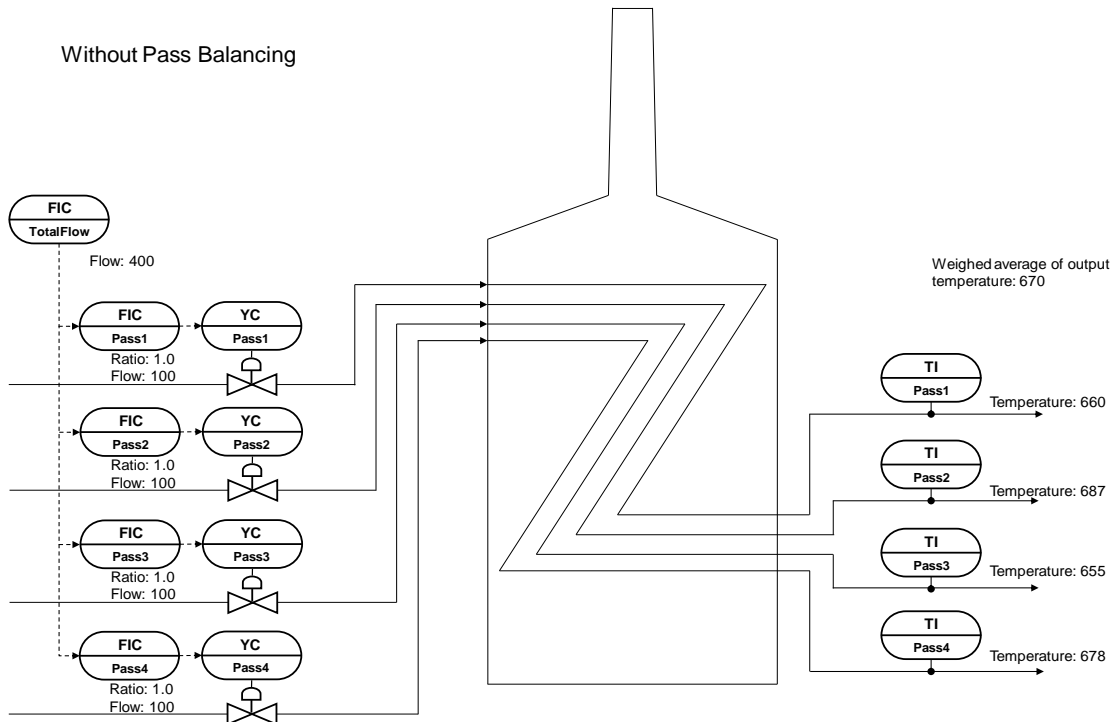 Without Pass Balancing
FIC
TotalFlow
Flow: 400
Weighed average of output
temperature: 670
FIC
Pass1
YC
Pass1
Ratio: 1.0
Flow: 100
FIC
Pass2
YC
Pass2
Ratio: 1.0
Flow: 100
FIC
Pass3
YC
Pass3
Ratio: 1.0
Flow: 100
FIC
Pass4
YC
Pass4
Ratio: 1.0
Flow: 100
TI
Pass1
Temperature: 660
TI
Pass2
Temperature: 687
TI
Pass3
Temperature: 655
TI
Pass4
Temperature: 678